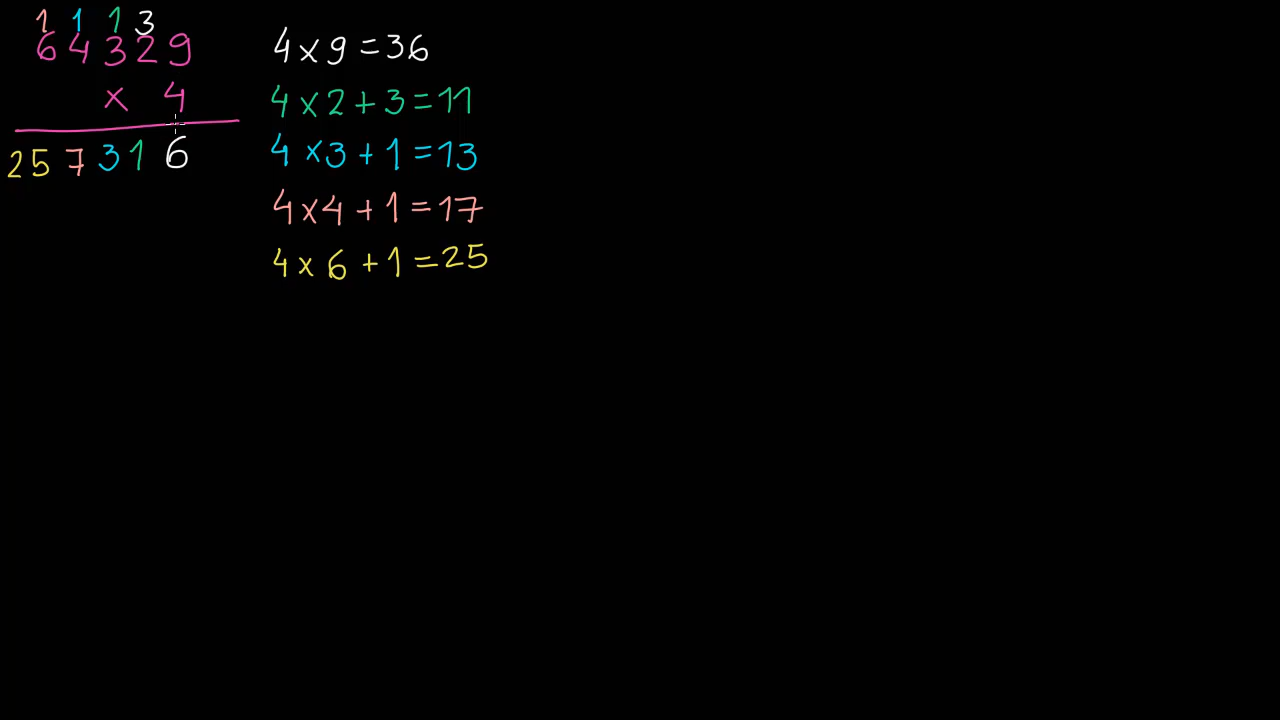 1 1 1 3
6 4 3 2 9
× 4
2 5 7 3 1 6
4 × 9 = 36
4 × 2 + 3 = 11
4 × 3 + 1 = 13
4 × 4 + 1 = 17
4 × 6 + 1 = 25